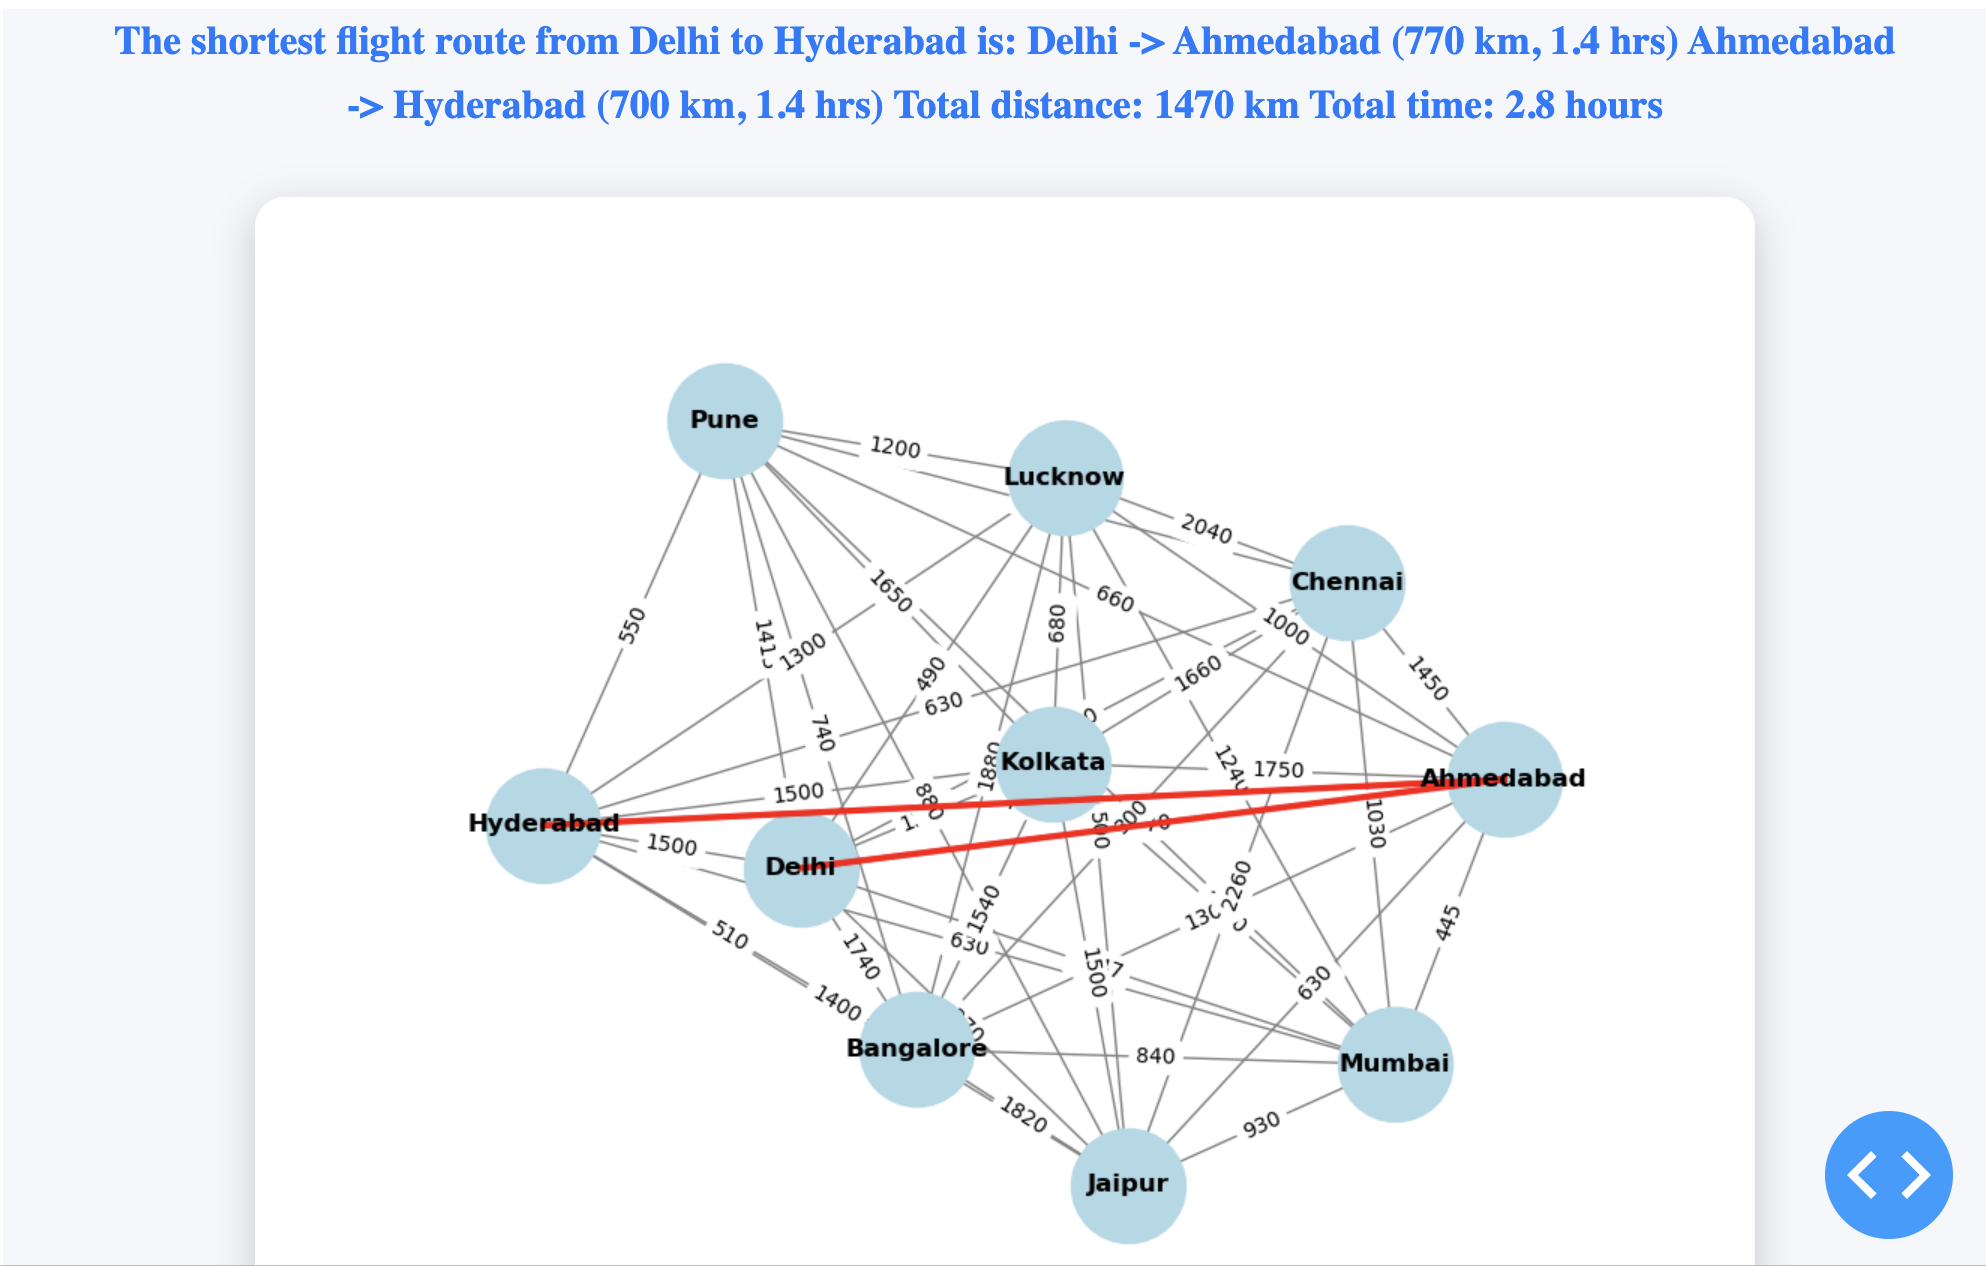 The shortest flight route from Delhi to Hyderabad is: Delhi -> Ahmedabad (770 km, 1.4 hrs) Ahmedabad
-> Hyderabad (700 km, 1.4 hrs) Total distance: 1470 km Total time: 2.8 hours
Pune
1200
Lucknow
2040
Chennai
1650
660
1000
550
689
1300
490
1660
1450
630
740
1880
Kolkata
1240
1750
Ahmedabad
1500
880
Hyderabad
500
1030
1500
Delhi
2260
1540
510
630
445
1740
1500
630
1400
Bangalore
840
Mumbai
1820
930
Jaipur